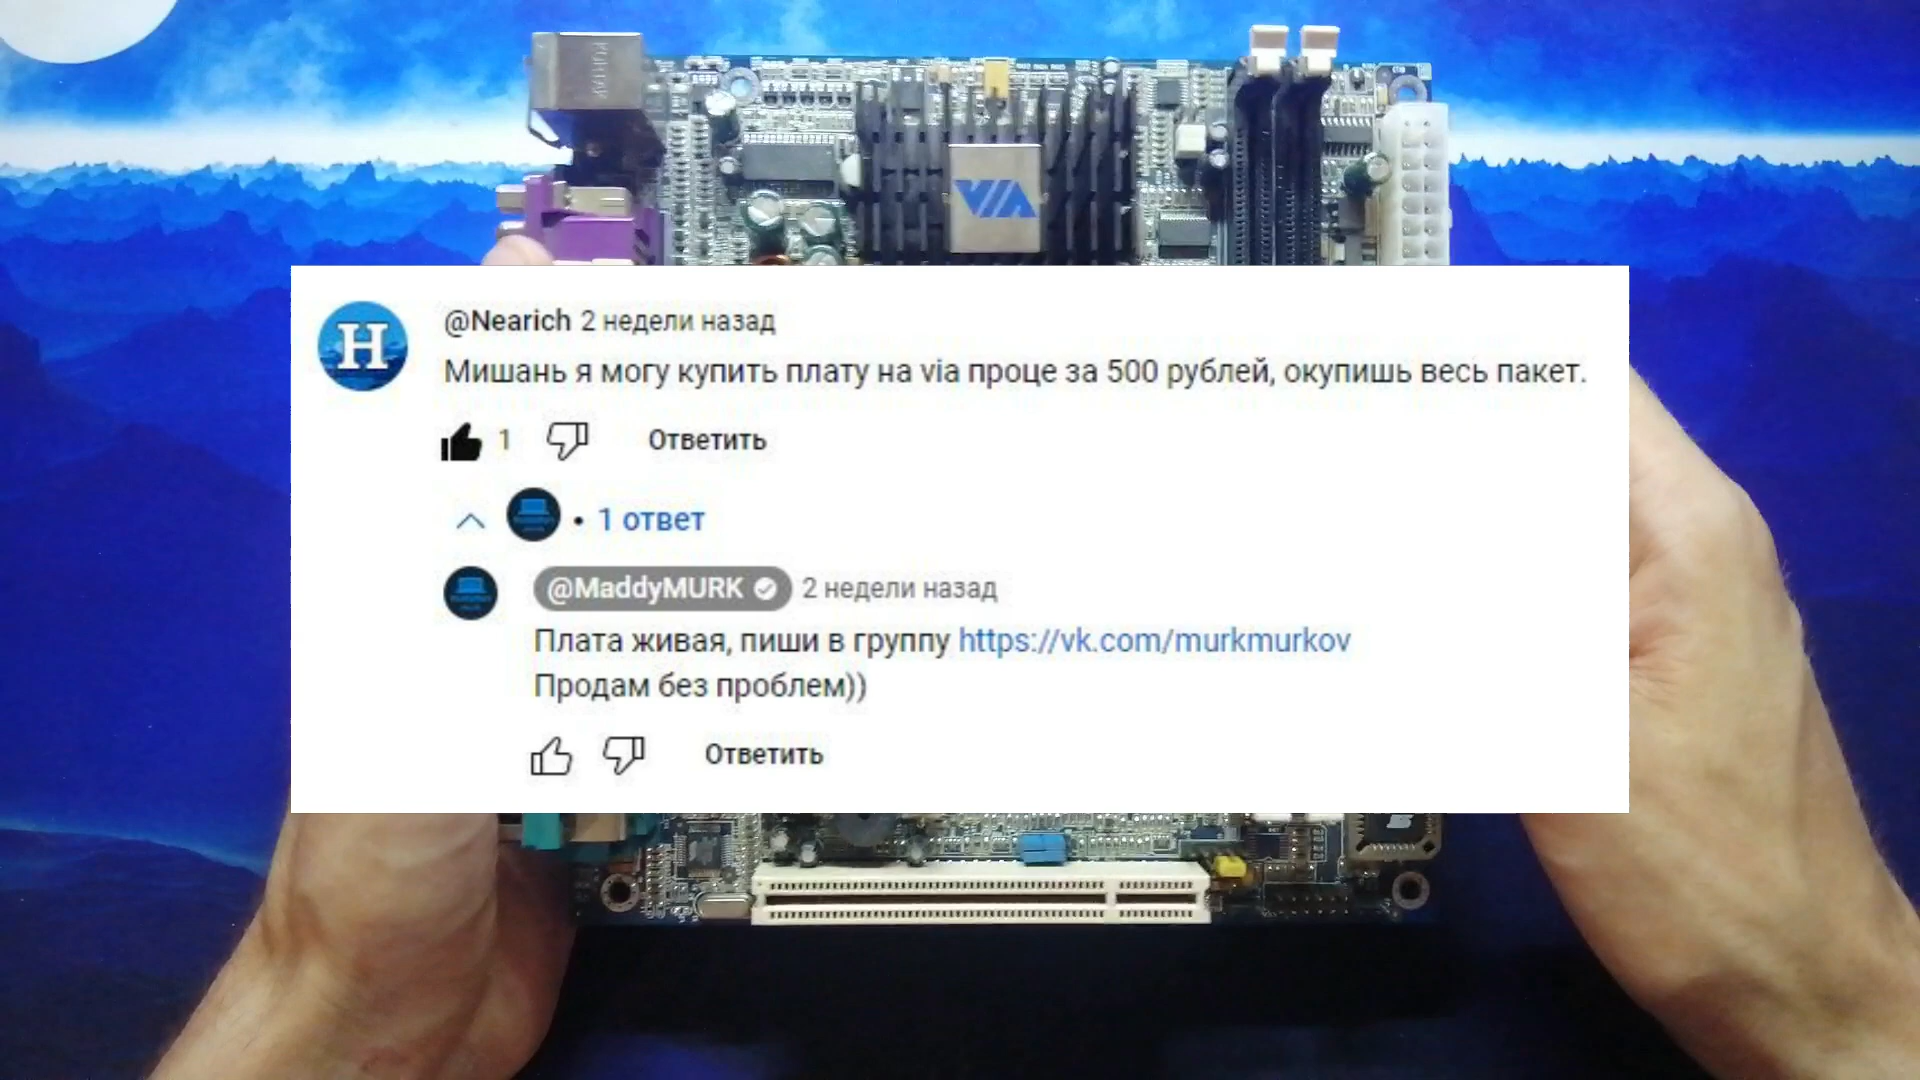 VIA
H
@Nearich 2 недели назад
Мишань я могу купить плату на via проце за 500 рублей, окупишь весь пакет.
1
Ответить
• 1 ответ
@MaddyMURK 2 недели назад
Плата живая, пиши в группу https://vk.com/murkmurkov
Продам без проблем))
Ответить